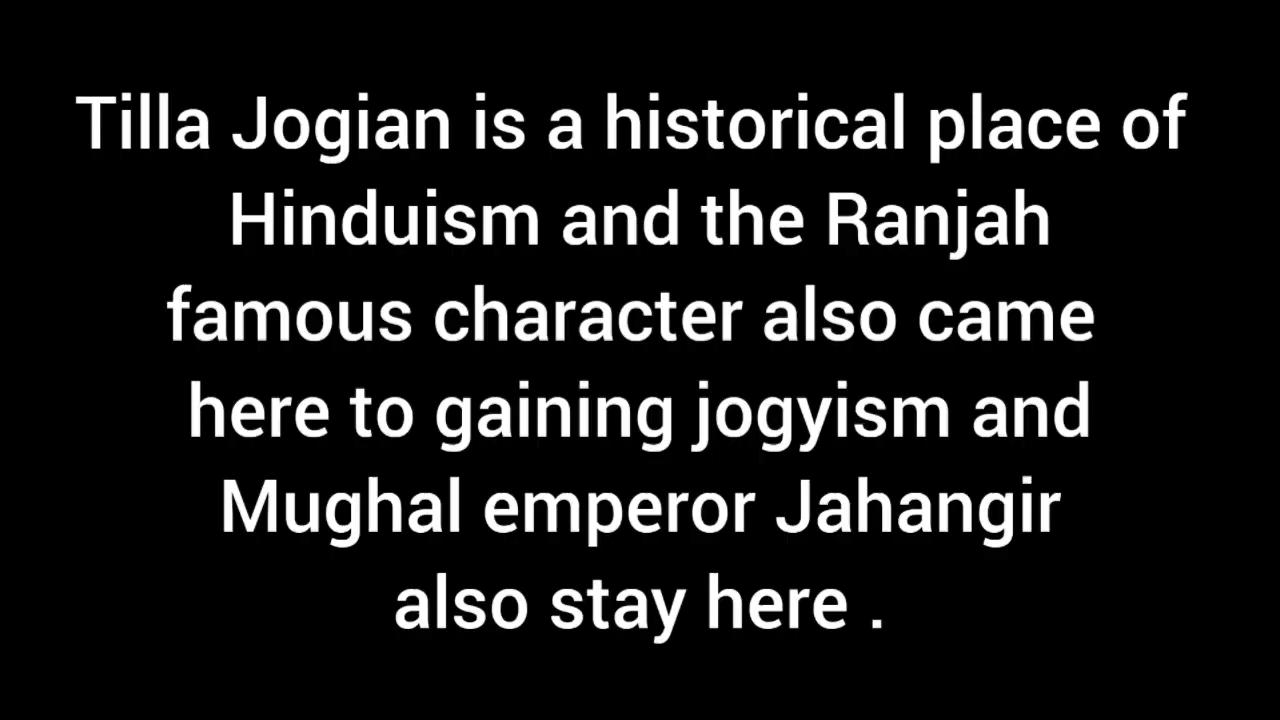 Tilla Jogian is a historical place of
Hinduism and the Ranjah
famous character also came
here to gaining jogyism and
Mughal emperor Jahangir
also stay here .